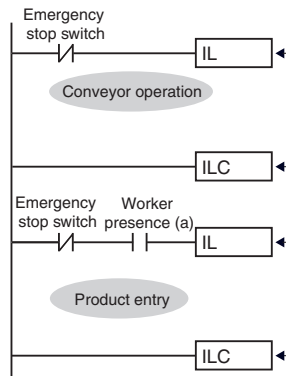 Emergency
stop switch
IL
Conveyor operation
ILC
Emergency Worker
stop switch presence (a)
IL
Product entry
ILC